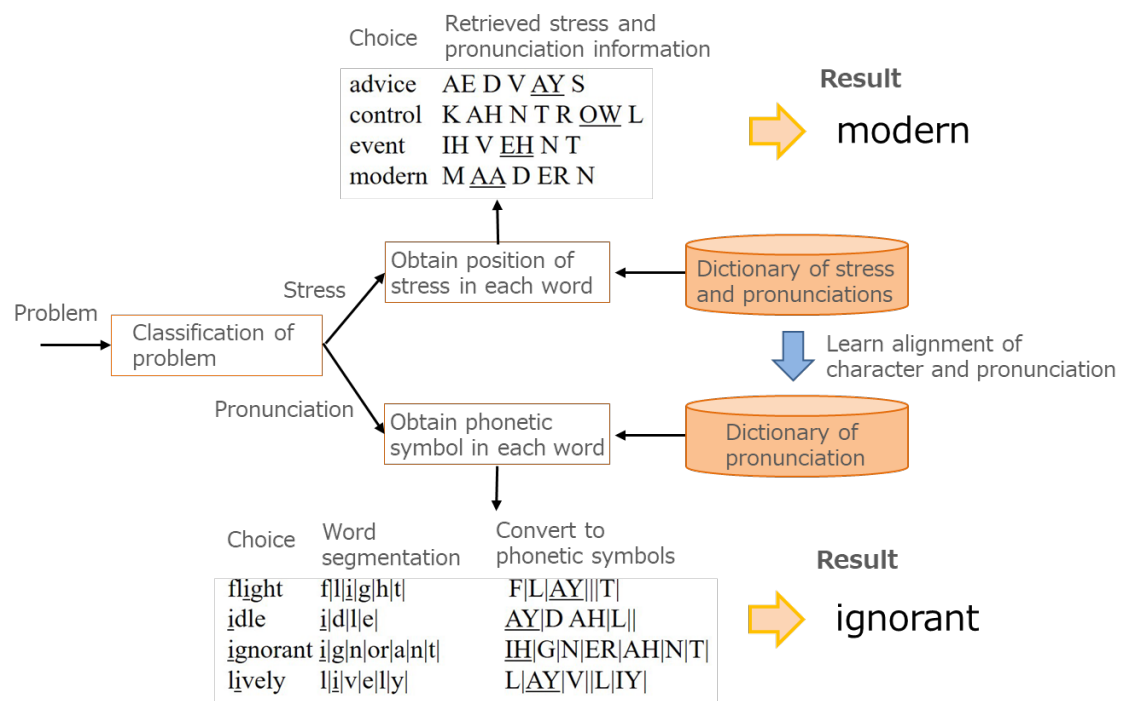 Choice
Retrieved stress and
pronunciation information
advice AE D V AY S
control K AH N T R OW L
event IH V EH N T
modern M AA D ER N
Result
modern
Obtain position of
stress in each word
Dictionary of stress
and pronunciations
Stress
Problem
Classification of
problem
Learn alignment of
character and pronunciation
Pronunciation
Obtain phonetic
symbol in each word
Dictionary of
pronunciation
Choice
Word
segmentation
Convert to
phonetic symbols
flight f|l|i|g|h|t| F|L|AY|||T|
idle i|d|l|e| AY|D AH|L||
ignorant i|g|n|or|a|n|t| IH|G|N|ER|AH|N|T|
lively l|i|v|e|l|y| L|AY|V||L|IY|
Result
ignorant